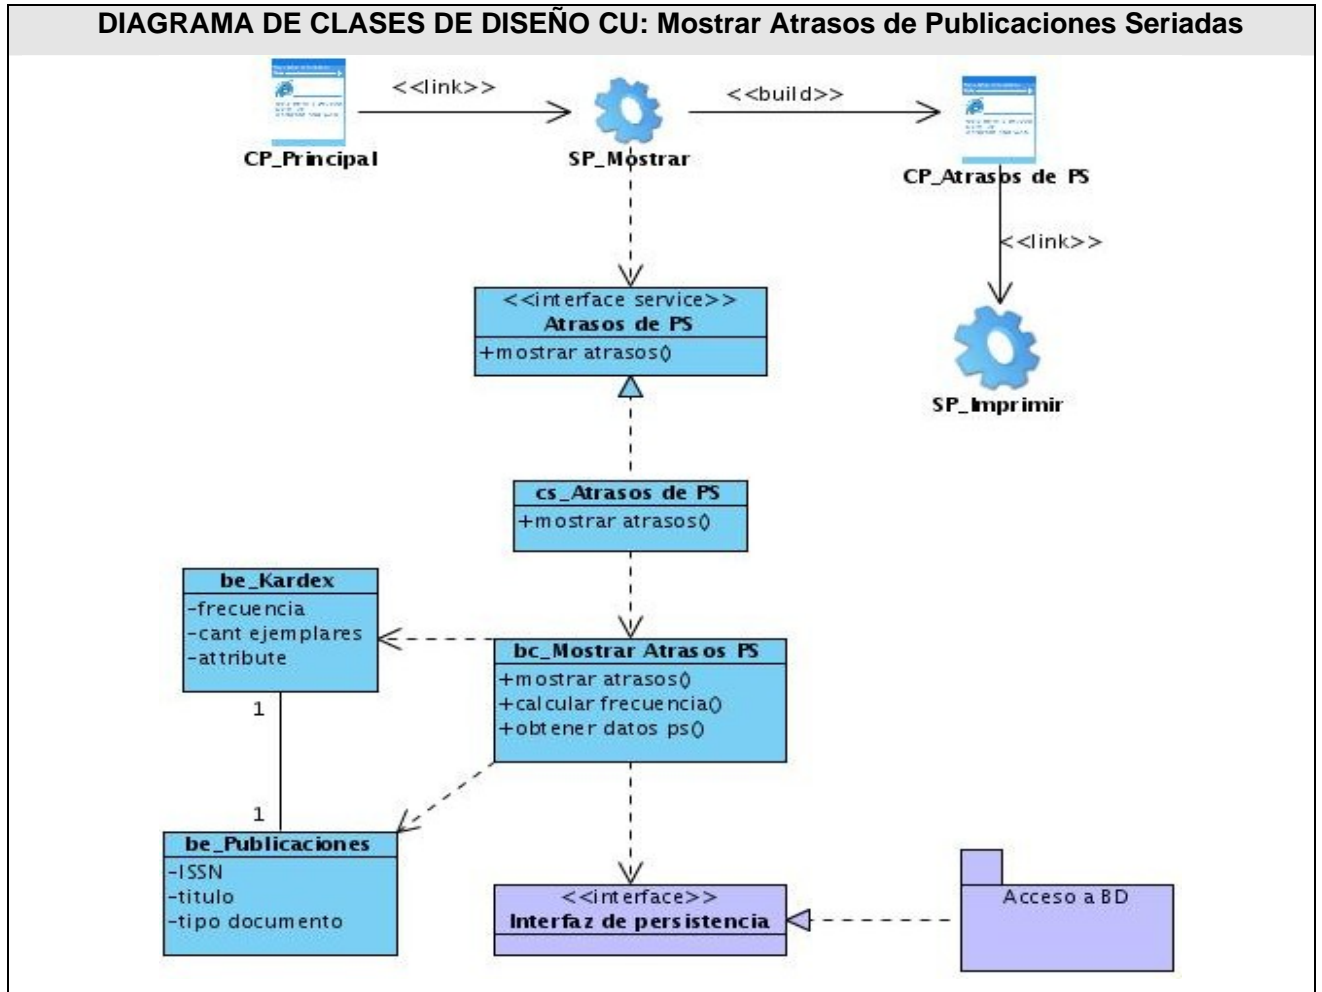 DIAGRAMA DE CLASES DE DISEÑO CU: Mostrar Atrasos de Publicaciones Seriadas
<<link>>
<<build>>
CP_Principal
SP_Mostrar
CP_Atrasos de PS
<<link>>
<<interface service>>
Atrasos de PS
+mostrar atrasos()
SP_Imprimir
cs_Atrasos de PS
+mostrar atrasos()
be_Kardex
-frecuencia
-cant ejemplares
-attribute
bc_Mostrar Atrasos PS
+mostrar atrasos()
+calcular frecuencia()
+obtener datos ps()
1
1
be_Publicaciones
-ISSN
-titulo
-tipo documento
<<interface>>
Interfaz de persistencia
Acceso a BD